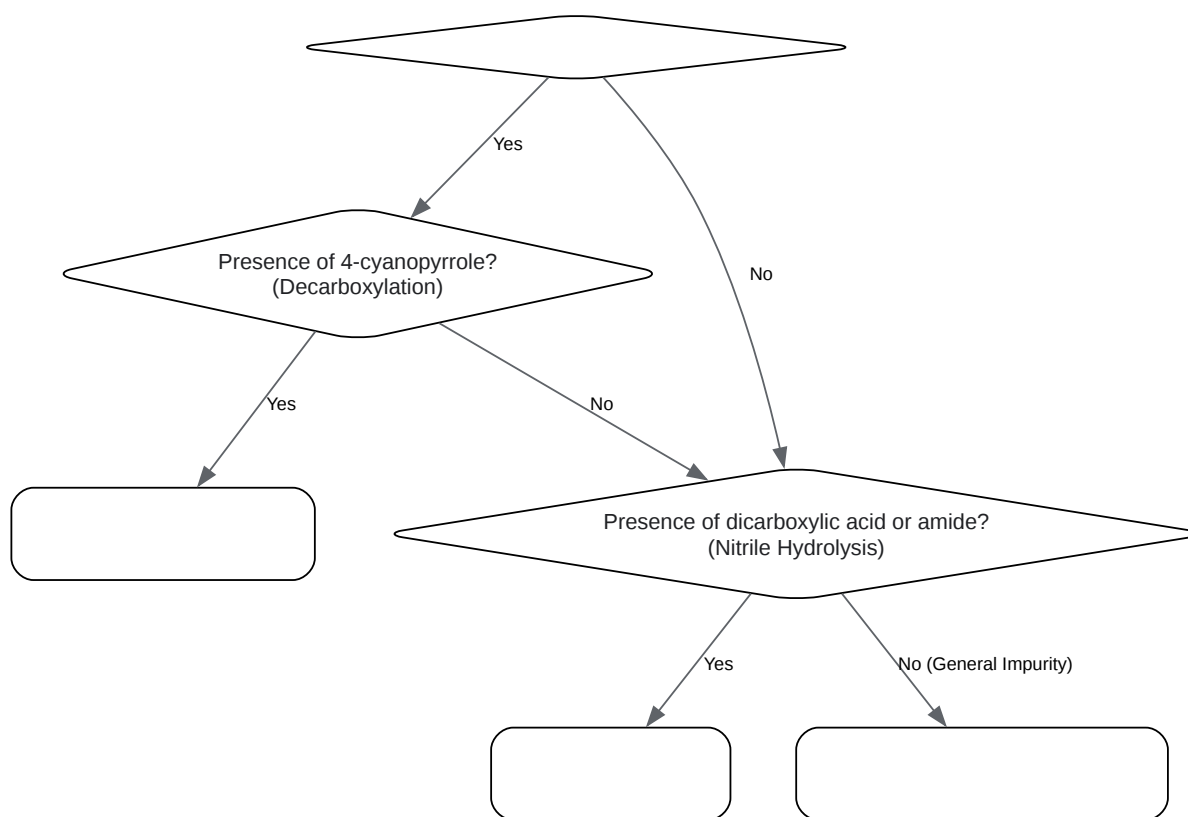 Yes
Presence of 4-cyanopyrrole?
(Decarboxylation)
No
Yes
No
Presence of dicarboxylic acid or amide?
(Nitrile Hydrolysis)
Yes
No (General Impurity)